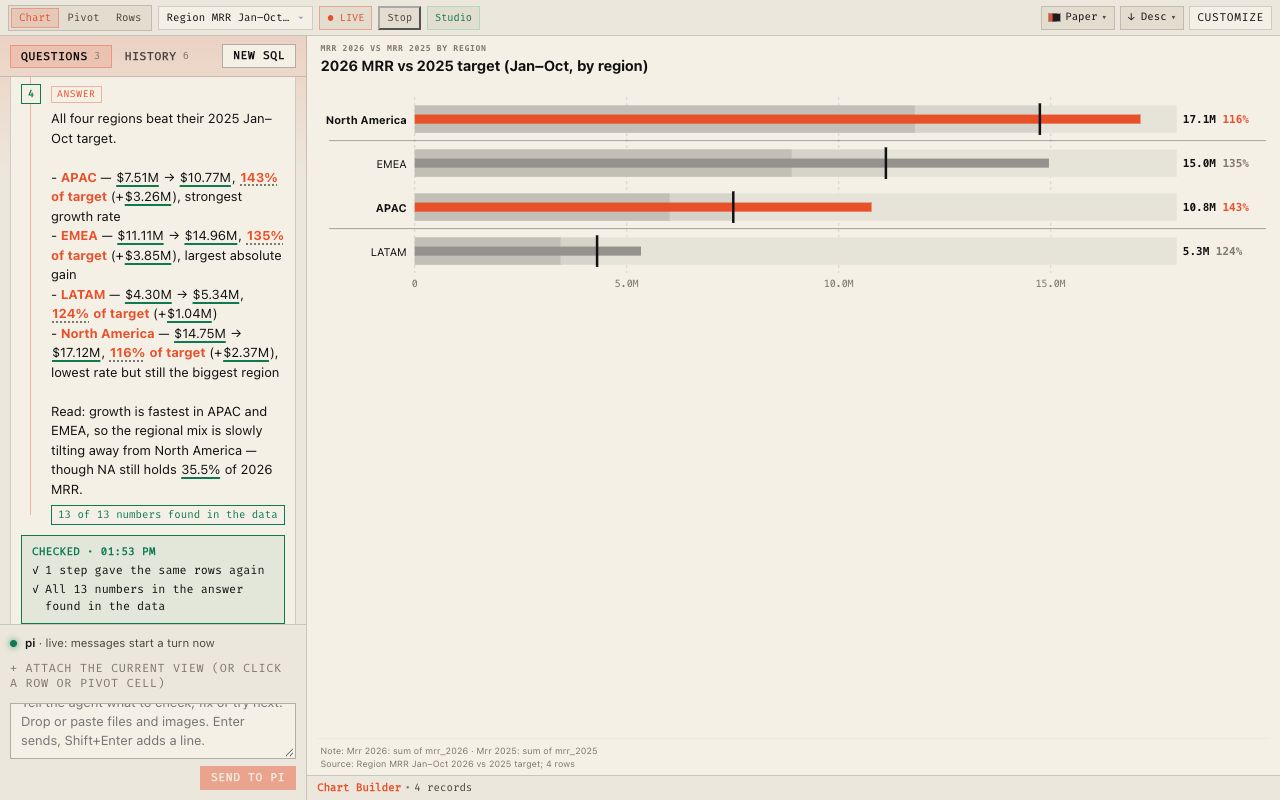 Chart Pivot Rows
Region MRR Jan–Oct…
● LIVE
Stop
Studio
Paper ▾
↓ Desc ▾
CUSTOMIZE
QUESTIONS 3
HISTORY 6
NEW SQL
4
ANSWER
All four regions beat their 2025 Jan–
Oct target.
- APAC — $7.51M → $10.77M, 143%
of target (+$3.26M), strongest
growth rate
- EMEA — $11.11M → $14.96M, 135%
of target (+$3.85M), largest absolute
gain
- LATAM — $4.30M → $5.34M,
124% of target (+$1.04M)
- North America — $14.75M →
$17.12M, 116% of target (+$2.37M),
lowest rate but still the biggest region
Read: growth is fastest in APAC and
EMEA, so the regional mix is slowly
tilting away from North America —
though NA still holds 35.5% of 2026
MRR.
13 of 13 numbers found in the data
CHECKED · 01:53 PM
√ 1 step gave the same rows again
√ All 13 numbers in the answer
found in the data
pi · live: messages start a turn now
+ ATTACH THE CURRENT VIEW (OR CLICK
A ROW OR PIVOT CELL)
Tell the agent what to check, fix or try next.
Drop or paste files and images. Enter
sends, Shift+Enter adds a line.
SEND TO PI
MRR 2026 VS MRR 2025 BY REGION
2026 MRR vs 2025 target (Jan–Oct, by region)
North America 17.1M 116%
EMEA 15.0M 135%
APAC 10.8M 143%
LATAM 5.3M 124%
0 5.0M 10.0M 15.0M
Note: Mrr 2026: sum of mrr_2026 · Mrr 2025: sum of mrr_2025
Source: Region MRR Jan–Oct 2026 vs 2025 target; 4 rows
Chart Builder • 4 records